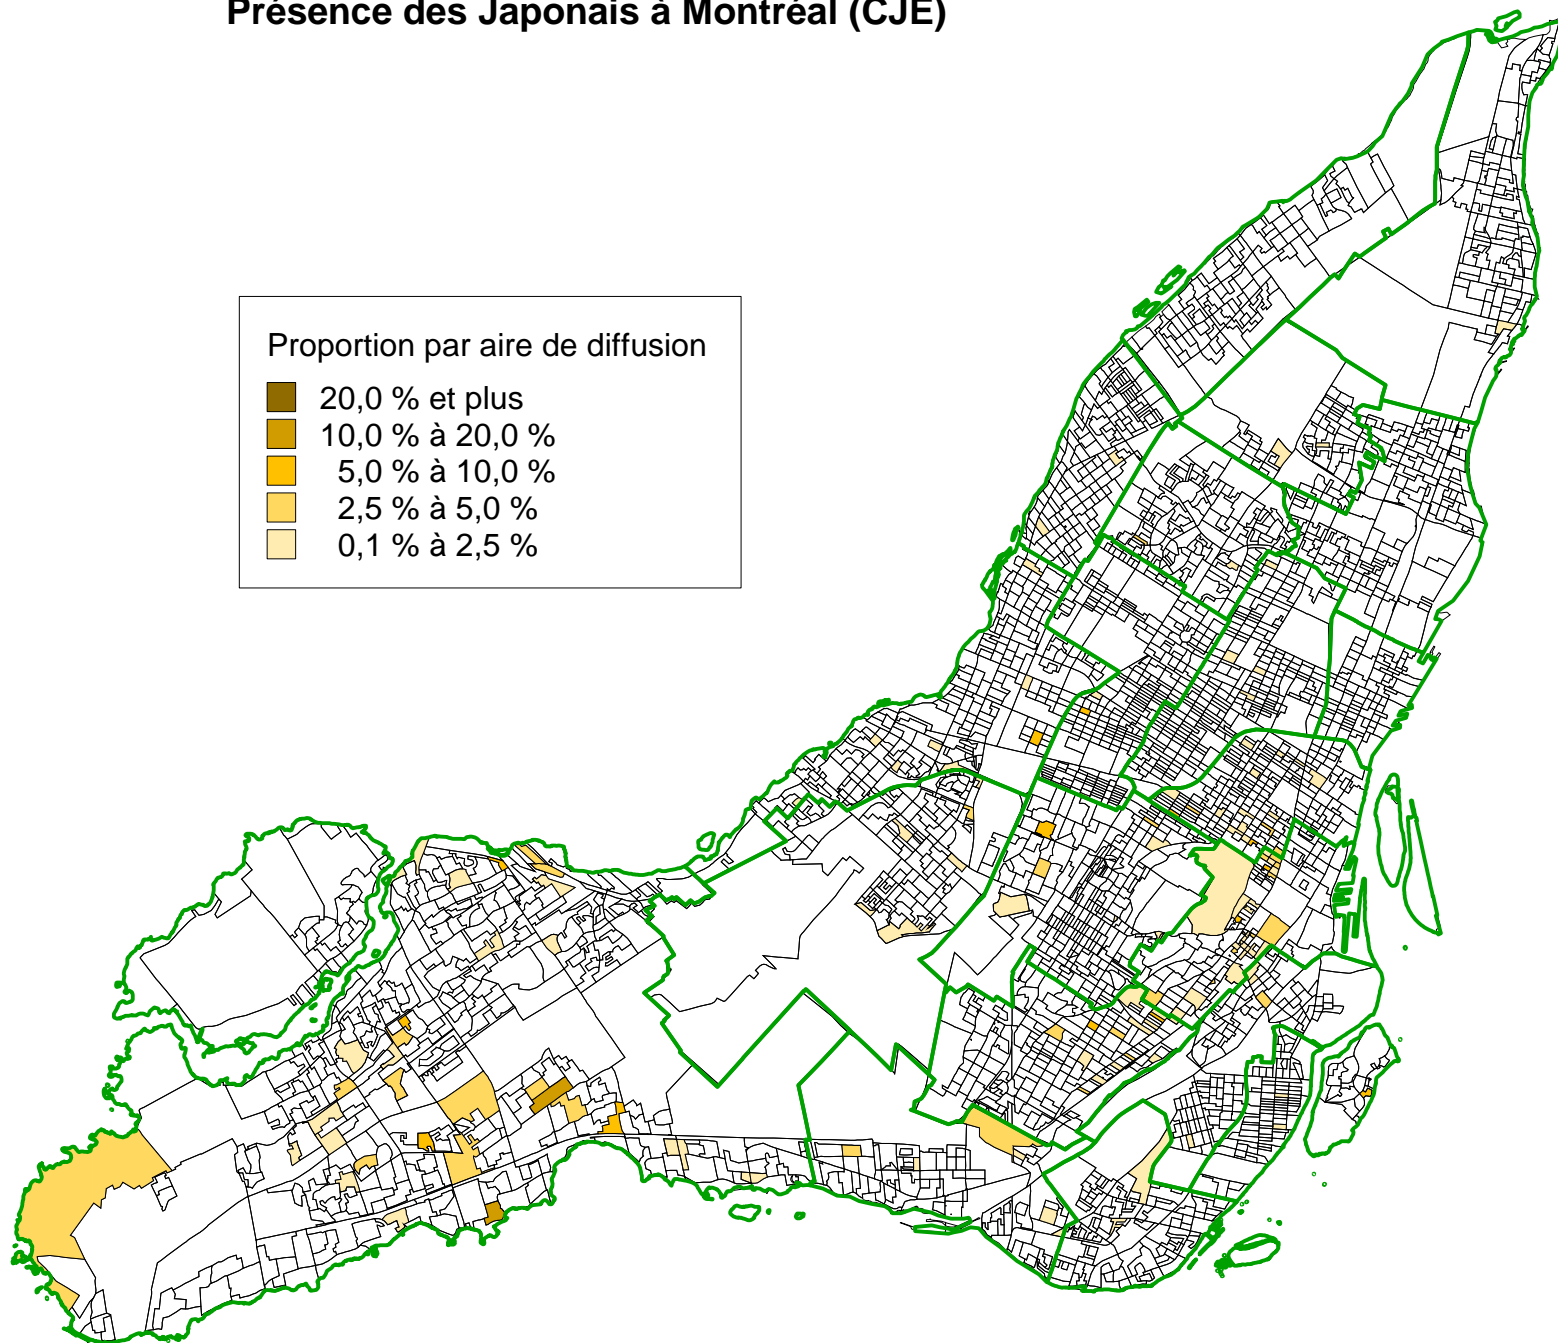 Présence des Japonais à Montréal (CJE)
Proportion par aire de diffusion
20,0 % et plus
10,0 % à 20,0 %
5,0 % à 10,0 %
2,5 % à 5,0 %
0,1 % à 2,5 %